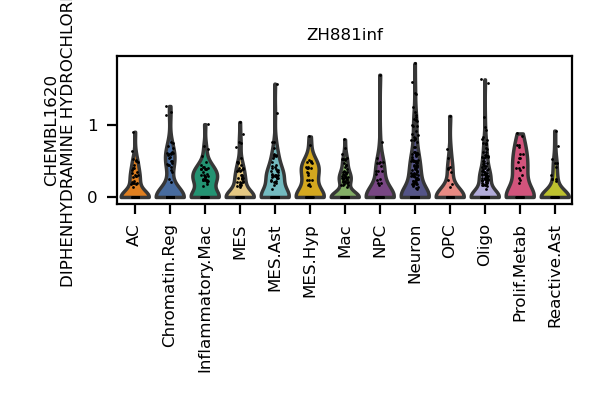 ZH881inf
CHEMBL1620
DIPHENHYDRAMINE HYDROCHLOR
1
0
AC
Chromatin.Reg
Inflammatory.Mac
MES
MES.Ast
MES.Hyp
Mac
NPC
Neuron
OPC
Oligo
Prolif.Metab
Reactive.Ast